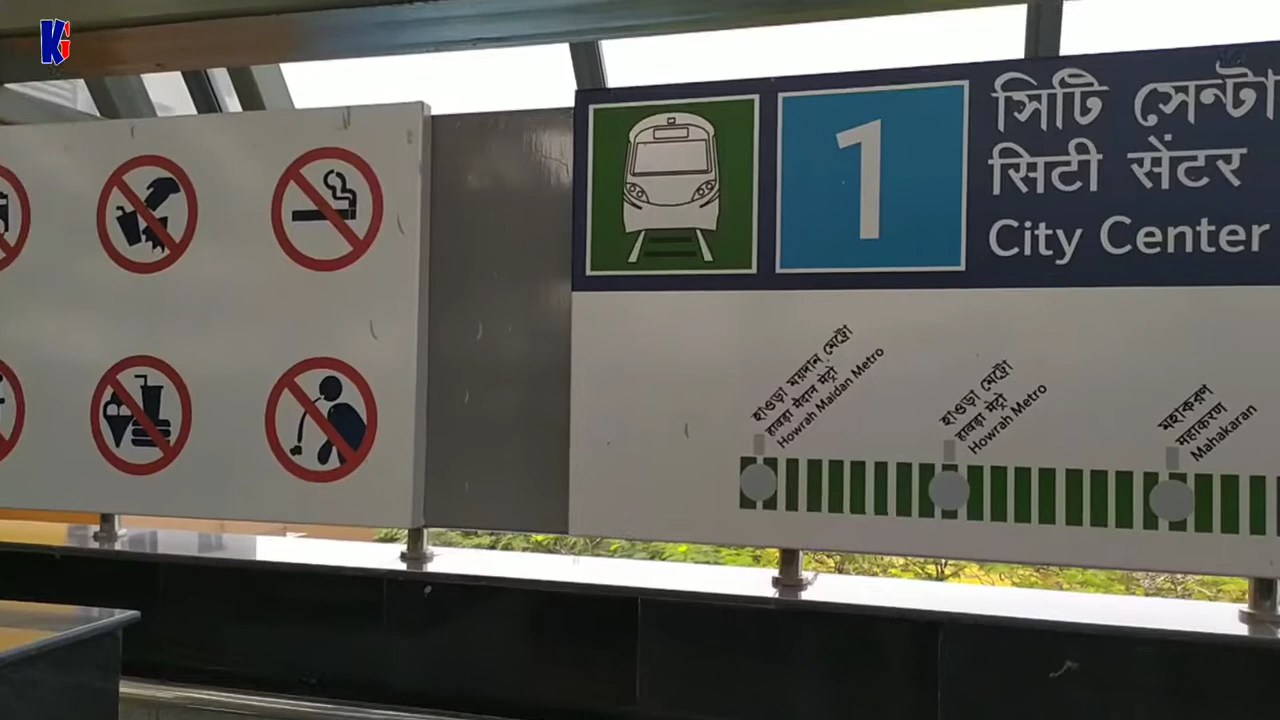 KG
1
সিটি সেন্টা
सिटी सेंटर
City Center
হাওড়া ময়দান মেট্রো
हावड़ा मैदान मेट्रो
Howrah Maidan Metro
হাওড়া মেট্রো
हावड़ा मेट्रो
Howrah Metro
মহাকরণ
महाकरण
Mahakaran